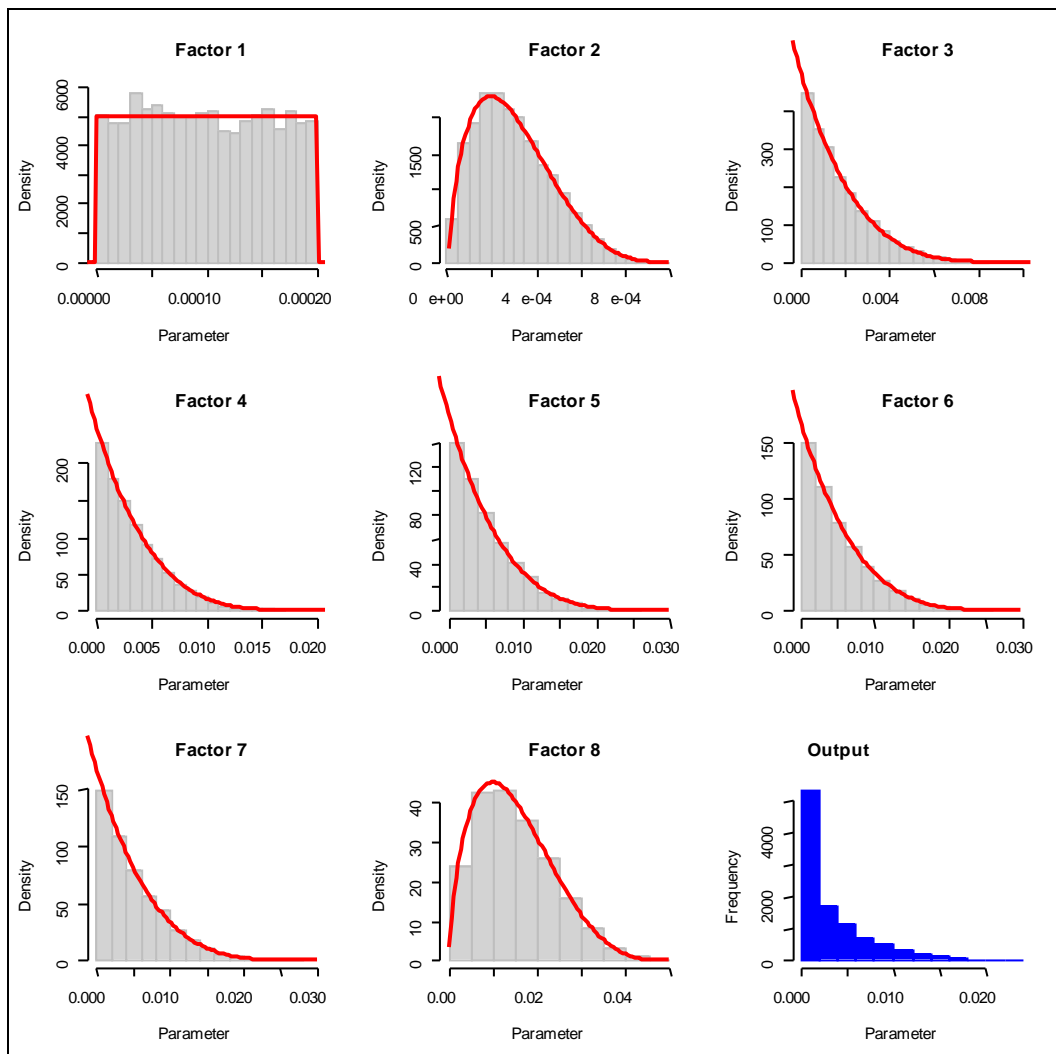 Factor 1
Density
0 2000 4000 6000
0.00000 0.00010 0.00020
Parameter
Factor 2
Density
0 500 1500
0 e+00 4 e-04 8 e-04
Parameter
Factor 3
Density
0 100 300
0.000 0.004 0.008
Parameter
Factor 4
Density
0 50 100 200
0.000 0.005 0.010 0.015 0.020
Parameter
Factor 5
Density
0 40 80 120
0.000 0.010 0.020 0.030
Parameter
Factor 6
Density
0 50 100 150
0.000 0.010 0.020 0.030
Parameter
Factor 7
Density
0 50 100 150
0.000 0.010 0.020 0.030
Parameter
Factor 8
Density
0 10 20 30 40
0.00 0.02 0.04
Parameter
Output
Frequency
0 2000 4000
0.000 0.010 0.020
Parameter